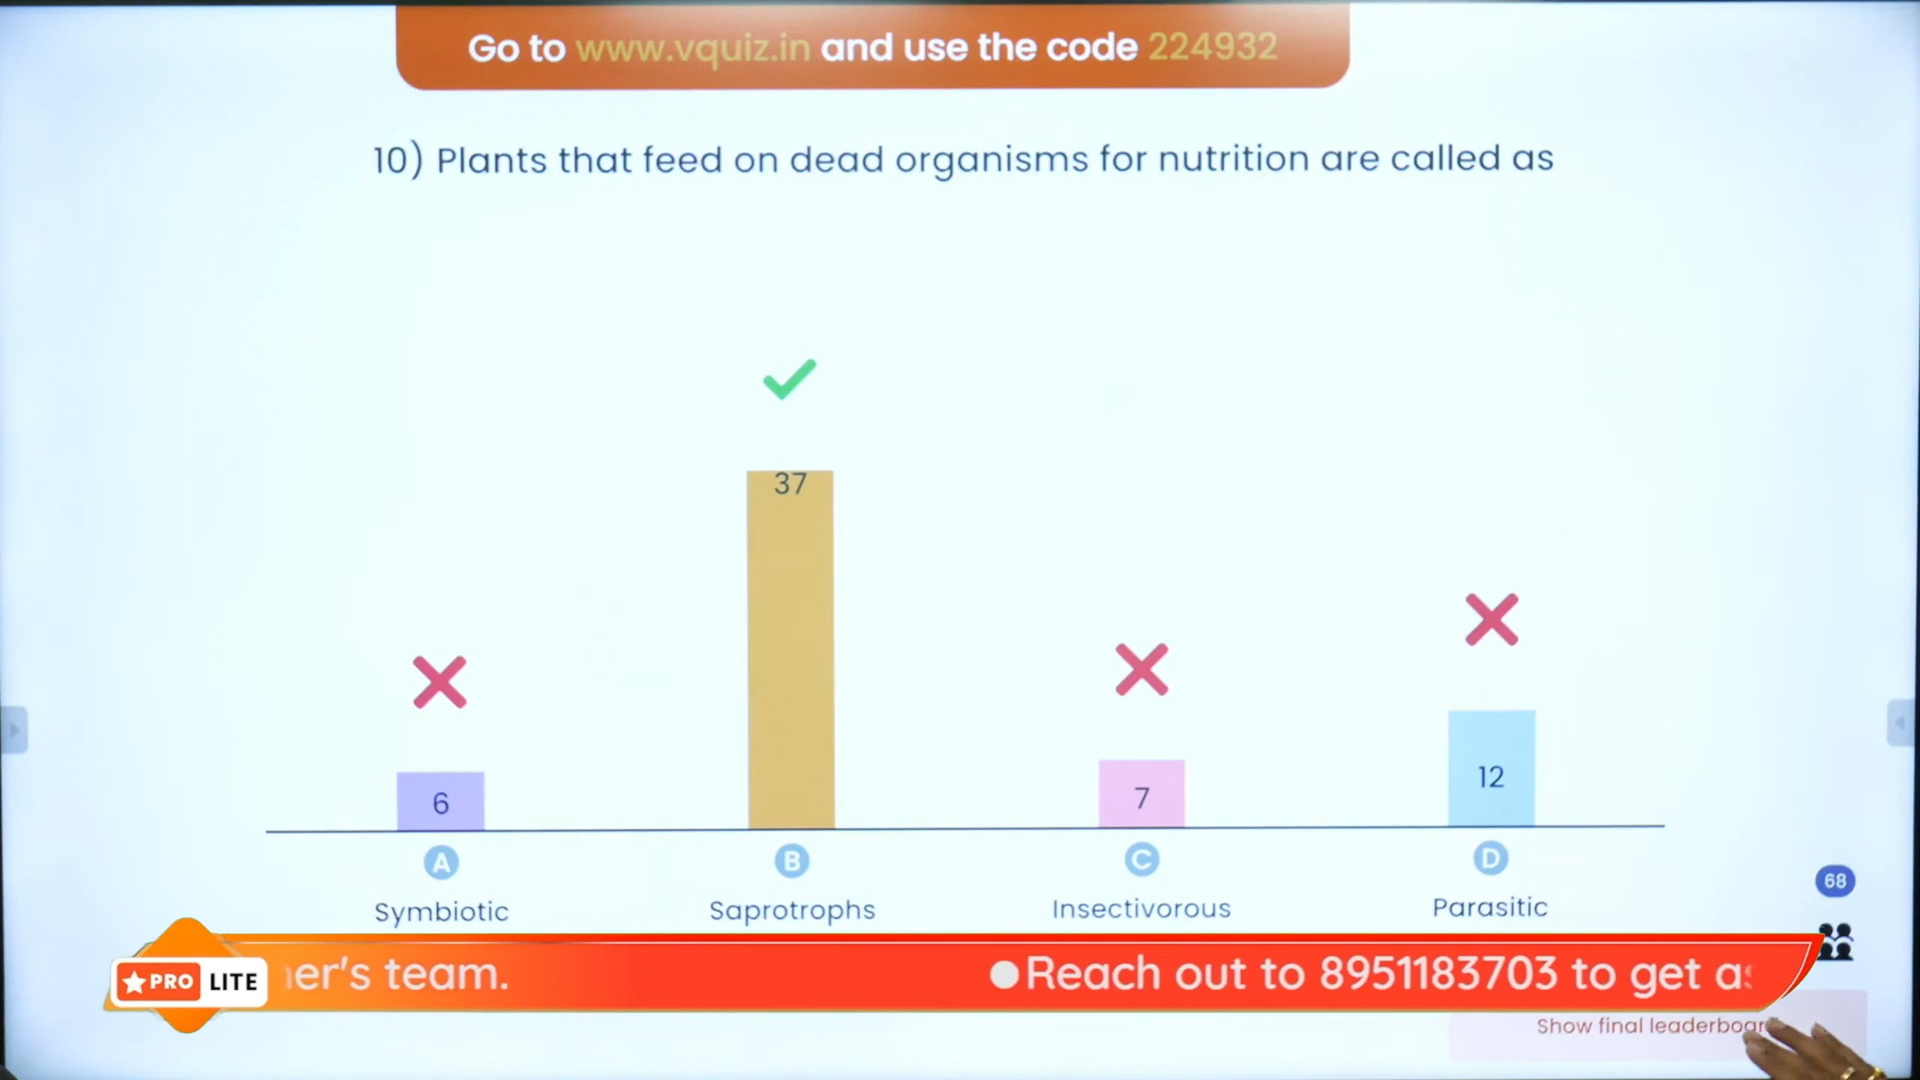 Go to www.vquiz.in and use the code 224932
10) Plants that feed on dead organisms for nutrition are called as
37
6
7
12
A
B
C
D
Symbiotic
Saprotrophs
Insectivorous
Parasitic
68
PRO LITE
team.
Reach out to 8951183703 to get
Show final